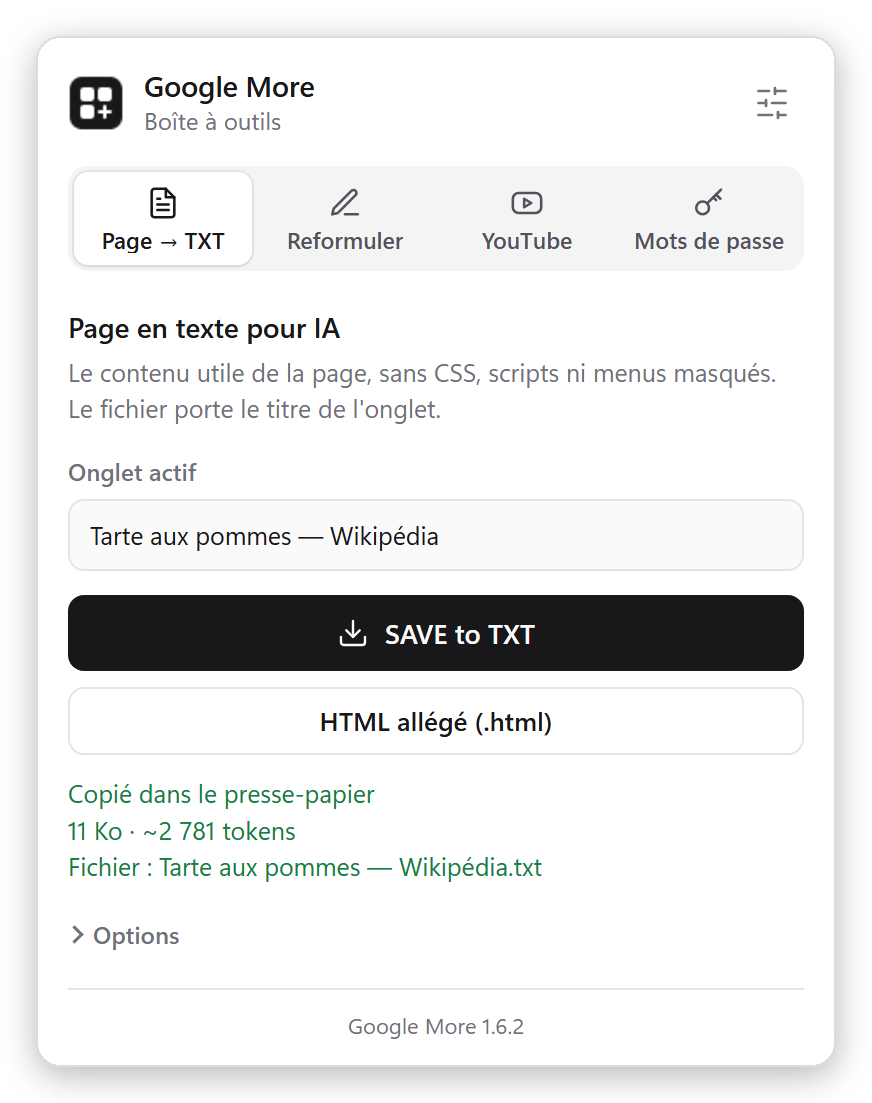 Google More
Boîte à outils
Page → TXT
Reformuler
YouTube
Mots de passe
Page en texte pour IA
Le contenu utile de la page, sans CSS, scripts ni menus masqués.
Le fichier porte le titre de l'onglet.
Onglet actif
Tarte aux pommes — Wikipédia
SAVE to TXT
HTML allégé (.html)
Copié dans le presse-papier
11 Ko · ~2 781 tokens
Fichier : Tarte aux pommes — Wikipédia.txt
Options
Google More 1.6.2